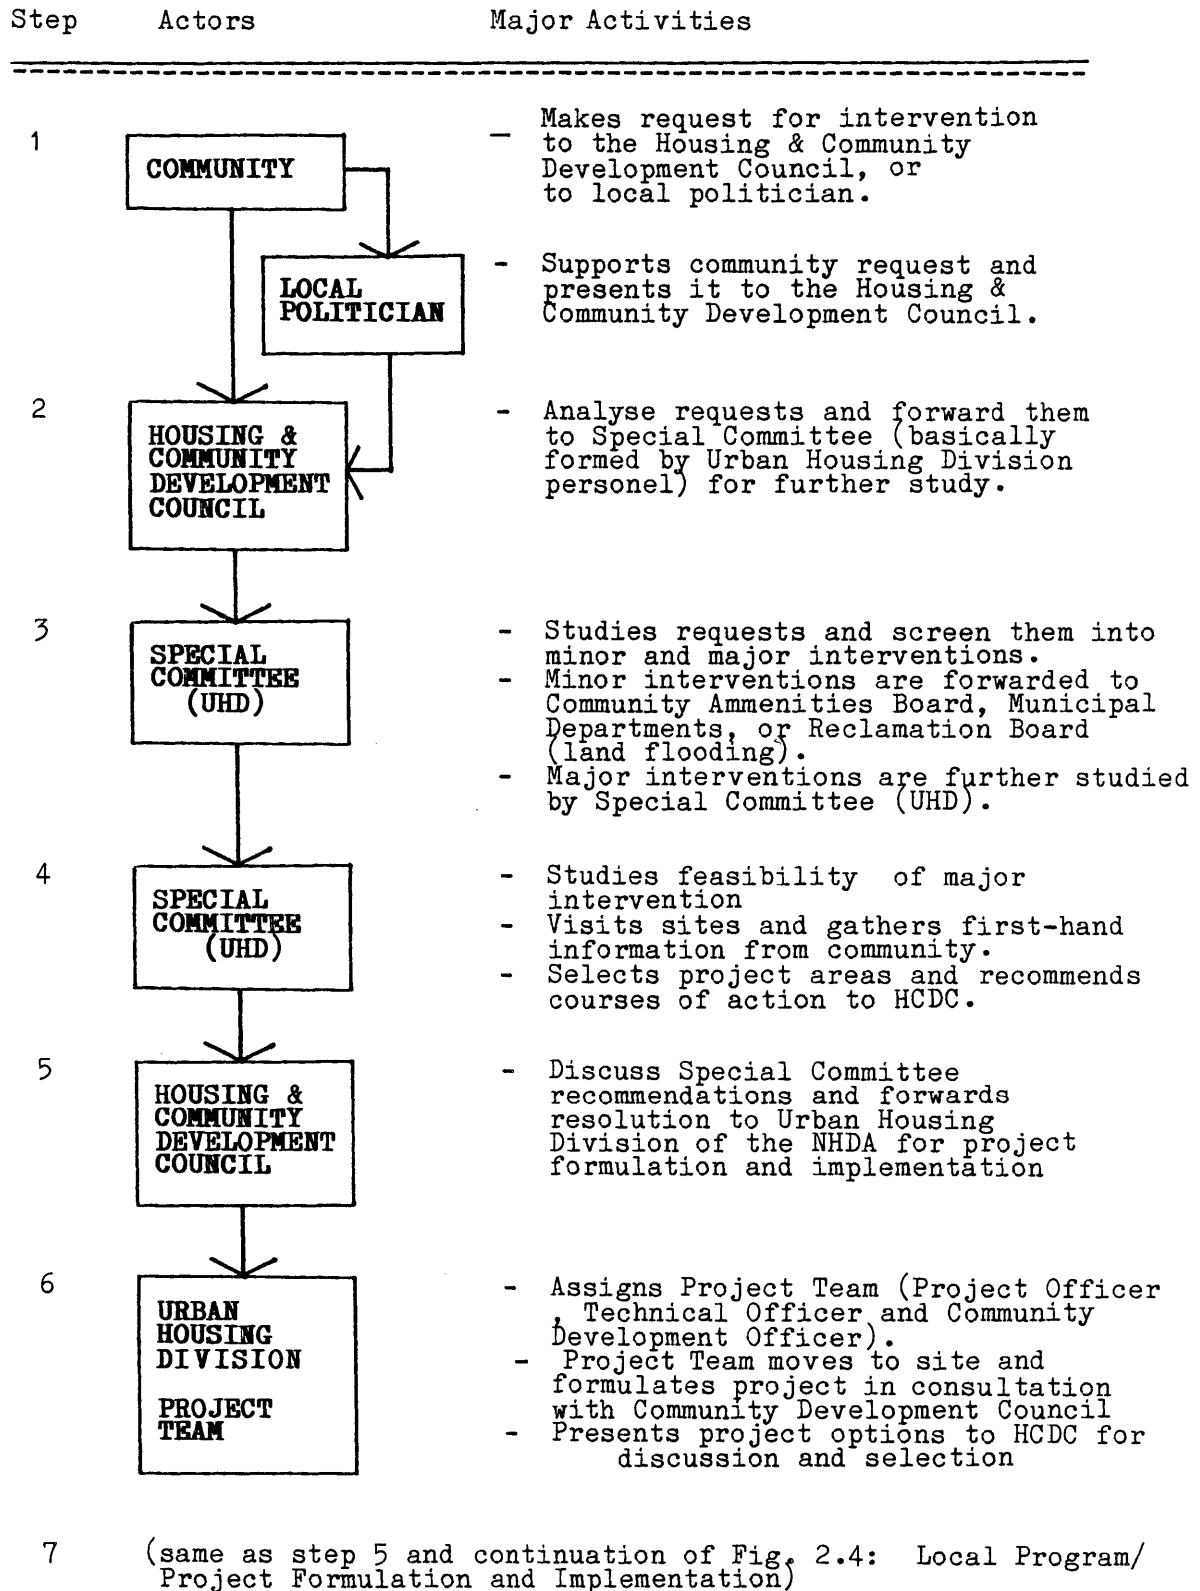 Step Actors Major Activities
1
COMMUNITY
- Makes request for intervention
to the Housing & Community
Development Council, or
to local politician.
LOCAL
POLITICIAN
- Supports community request and
presents it to the Housing &
Community Development Council.
2
HOUSING &
COMMUNITY
DEVELOPMENT
COUNCIL
- Analyse requests and forward them
to Special Committee (basically
formed by Urban Housing Division
personel) for further study.
3
SPECIAL
COMMITTEE
(UHD)
- Studies requests and screen them into
minor and major interventions.
- Minor interventions are forwarded to
Community Ammenities Board, Municipal
Departments, or Reclamation Board
(land flooding).
- Major interventions are further studied
by Special Committee (UHD).
4
SPECIAL
COMMITTEE
(UHD)
- Studies feasibility of major
intervention
- Visits sites and gathers first-hand
information from community.
- Selects project areas and recommends
courses of action to HCDC.
5
HOUSING &
COMMUNITY
DEVELOPMENT
COUNCIL
- Discuss Special Committee
recommendations and forwards
resolution to Urban Housing
Division of the NHDA for project
formulation and implementation
6
URBAN
HOUSING
DIVISION
PROJECT
TEAM
- Assigns Project Team (Project Officer
, Technical Officer and Community
Development Officer).
- Project Team moves to site and
formulates project in consultation
with Community Development Council
- Presents project options to HCDC for
discussion and selection
7 (same as step 5 and continuation of Fig. 2.4: Local Program/
Project Formulation and Implementation)